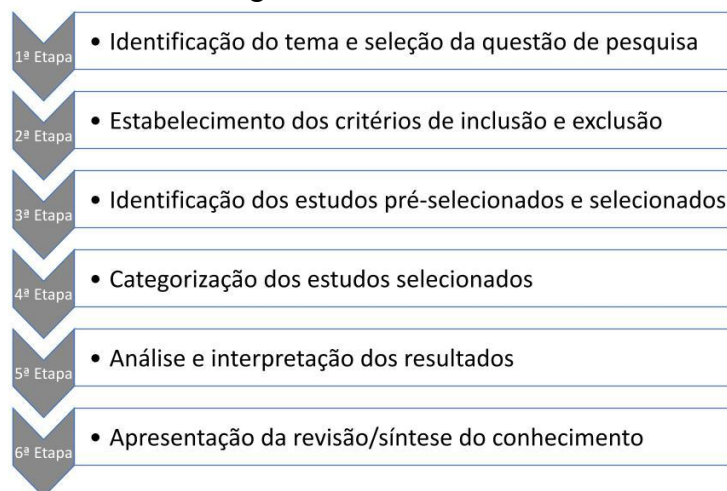 1ª Etapa
• Identificação do tema e seleção da questão de pesquisa
2ª Etapa
• Estabelecimento dos critérios de inclusão e exclusão
3ª Etapa
• Identificação dos estudos pré-selecionados e selecionados
4ª Etapa
• Categorização dos estudos selecionados
5ª Etapa
• Análise e interpretação dos resultados
6ª Etapa
• Apresentação da revisão/síntese do conhecimento